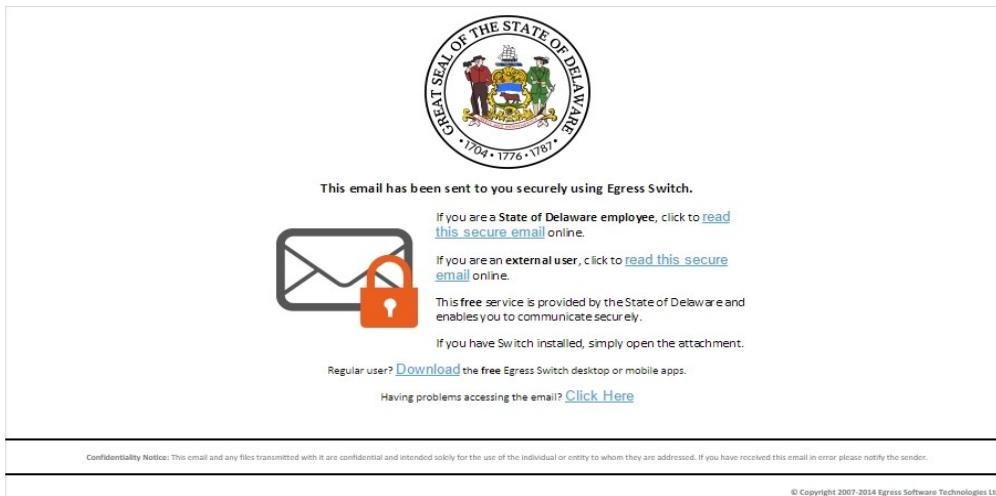 GREAT SEAL OF THE STATE OF DELAWARE
• 1704 • 1776 • 1787 •
This email has been sent to you securely using Egress Switch.
If you are a State of Delaware employee, click to read
this secure email online.
If you are an external user, click to read this secure
email online.
This free service is provided by the State of Delaware and
enables you to communicate securely.
If you have Switch installed, simply open the attachment.
Regular user? Download the free Egress Switch desktop or mobile apps.
Having problems accessing the email? Click Here
Confidentiality Notice: This email and any files transmitted with it are confidential and intended solely for the use of the individual or entity to whom they are addressed. If you have received this email in error please notify the sender.
© Copyright 2007-2014 Egress Software Technologies Lt